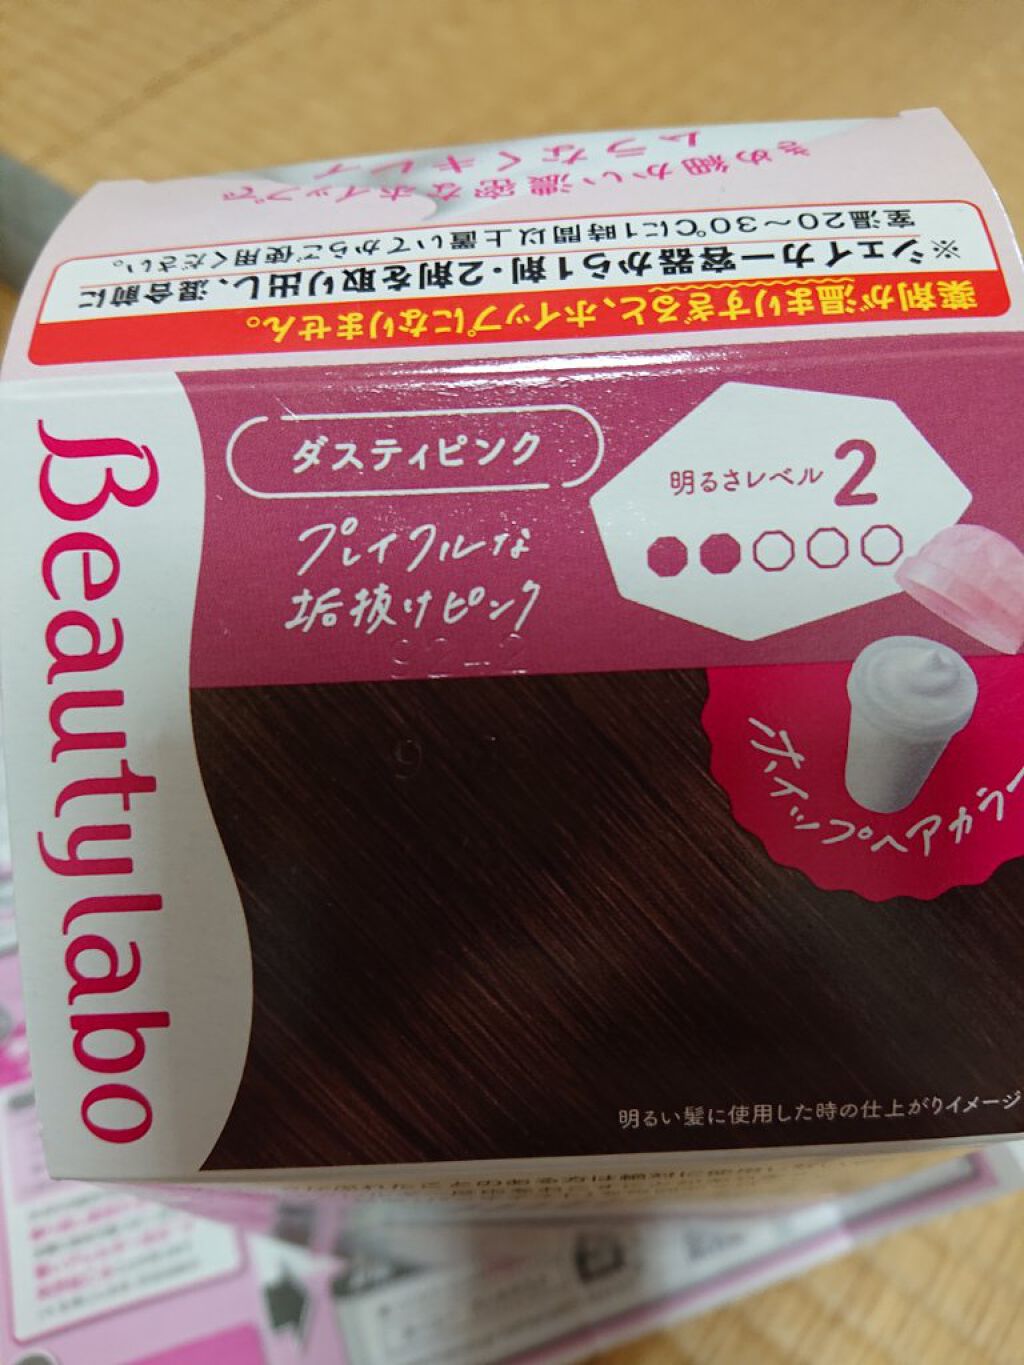 きめ細かい濃密なホイップで
ムラなくキレイ
薬剤が温まりすぎると、ホイップになりません。
※シェイカー容器から1剤・2剤を取り出し、混合前に
室温20～30℃に1時間以上置いてからご使用ください。
Beautylabo
ダスティピンク
プレイフルな
垢抜けピンク
明るさレベル 2
ホイップヘアカラー
明るい髪に使用した時の仕上がりイメージ